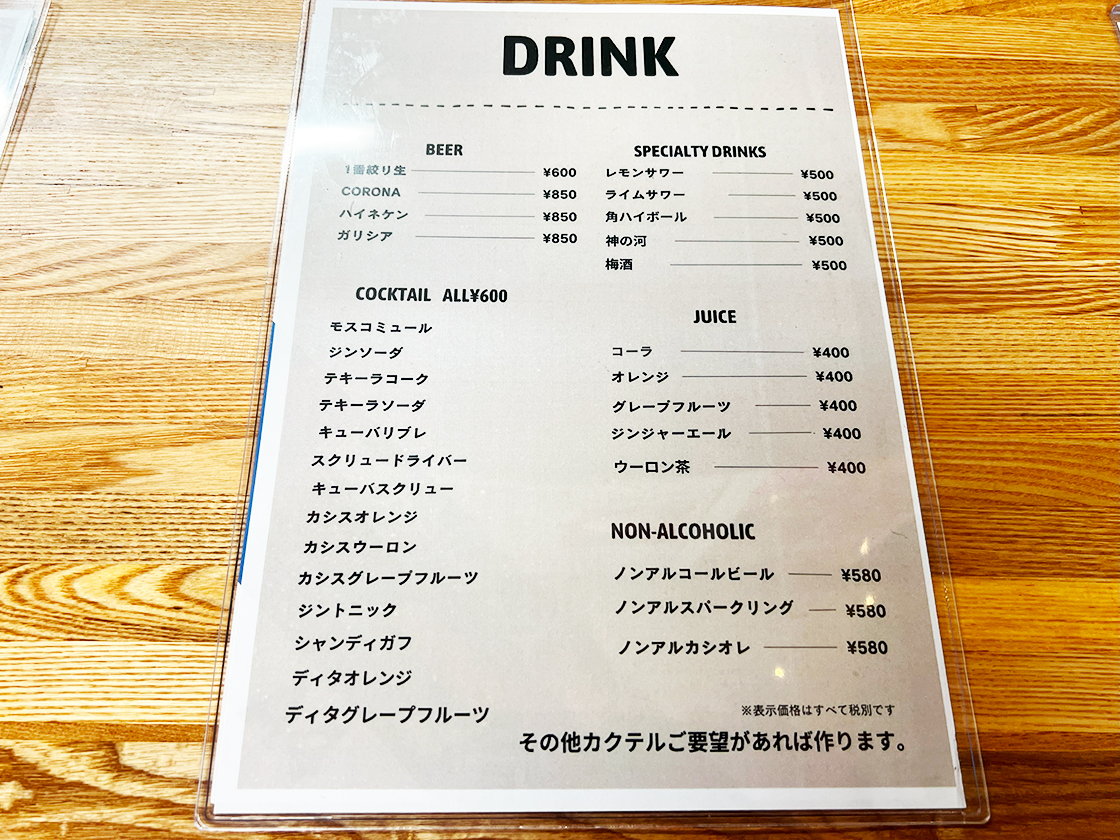 DRINK
BEER
1番絞り生 ¥600
CORONA ¥850
ハイネケン ¥850
ガリシア ¥850
COCKTAIL ALL¥600
モスコミュール
ジンソーダ
テキーラコーク
テキーラソーダ
キューバリブレ
スクリュードライバー
キューバスクリュー
カシスオレンジ
カシスウーロン
カシスグレープフルーツ
ジントニック
シャンディガフ
ディタオレンジ
ディタグレープフルーツ
SPECIALTY DRINKS
レモンサワー ¥500
ライムサワー ¥500
角ハイボール ¥500
神の河 ¥500
梅酒 ¥500
JUICE
コーラ ¥400
オレンジ ¥400
グレープフルーツ ¥400
ジンジャーエール ¥400
ウーロン茶 ¥400
NON-ALCOHOLIC
ノンアルコールビール ¥580
ノンアルスパークリング ¥580
ノンアルカシオレ ¥580
※表示価格はすべて税別です
その他カクテルご要望があれば作ります。